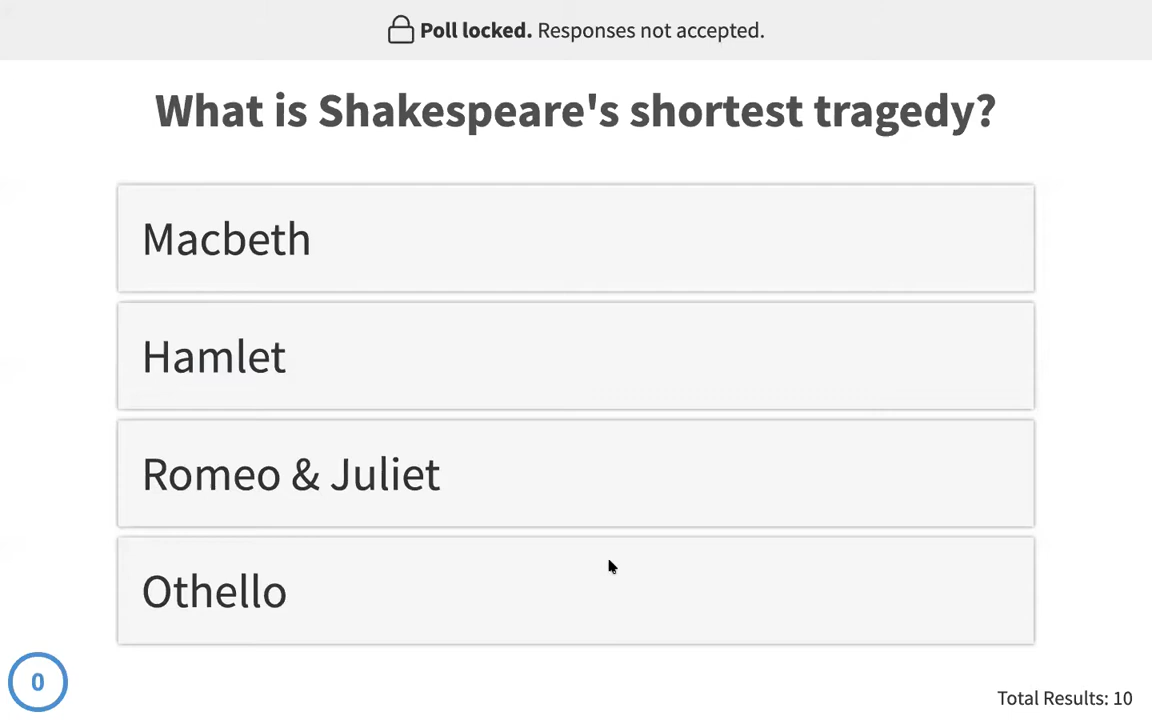 Poll locked. Responses not accepted.
What is Shakespeare's shortest tragedy?
Macbeth
Hamlet
Romeo & Juliet
Othello
0
Total Results: 10